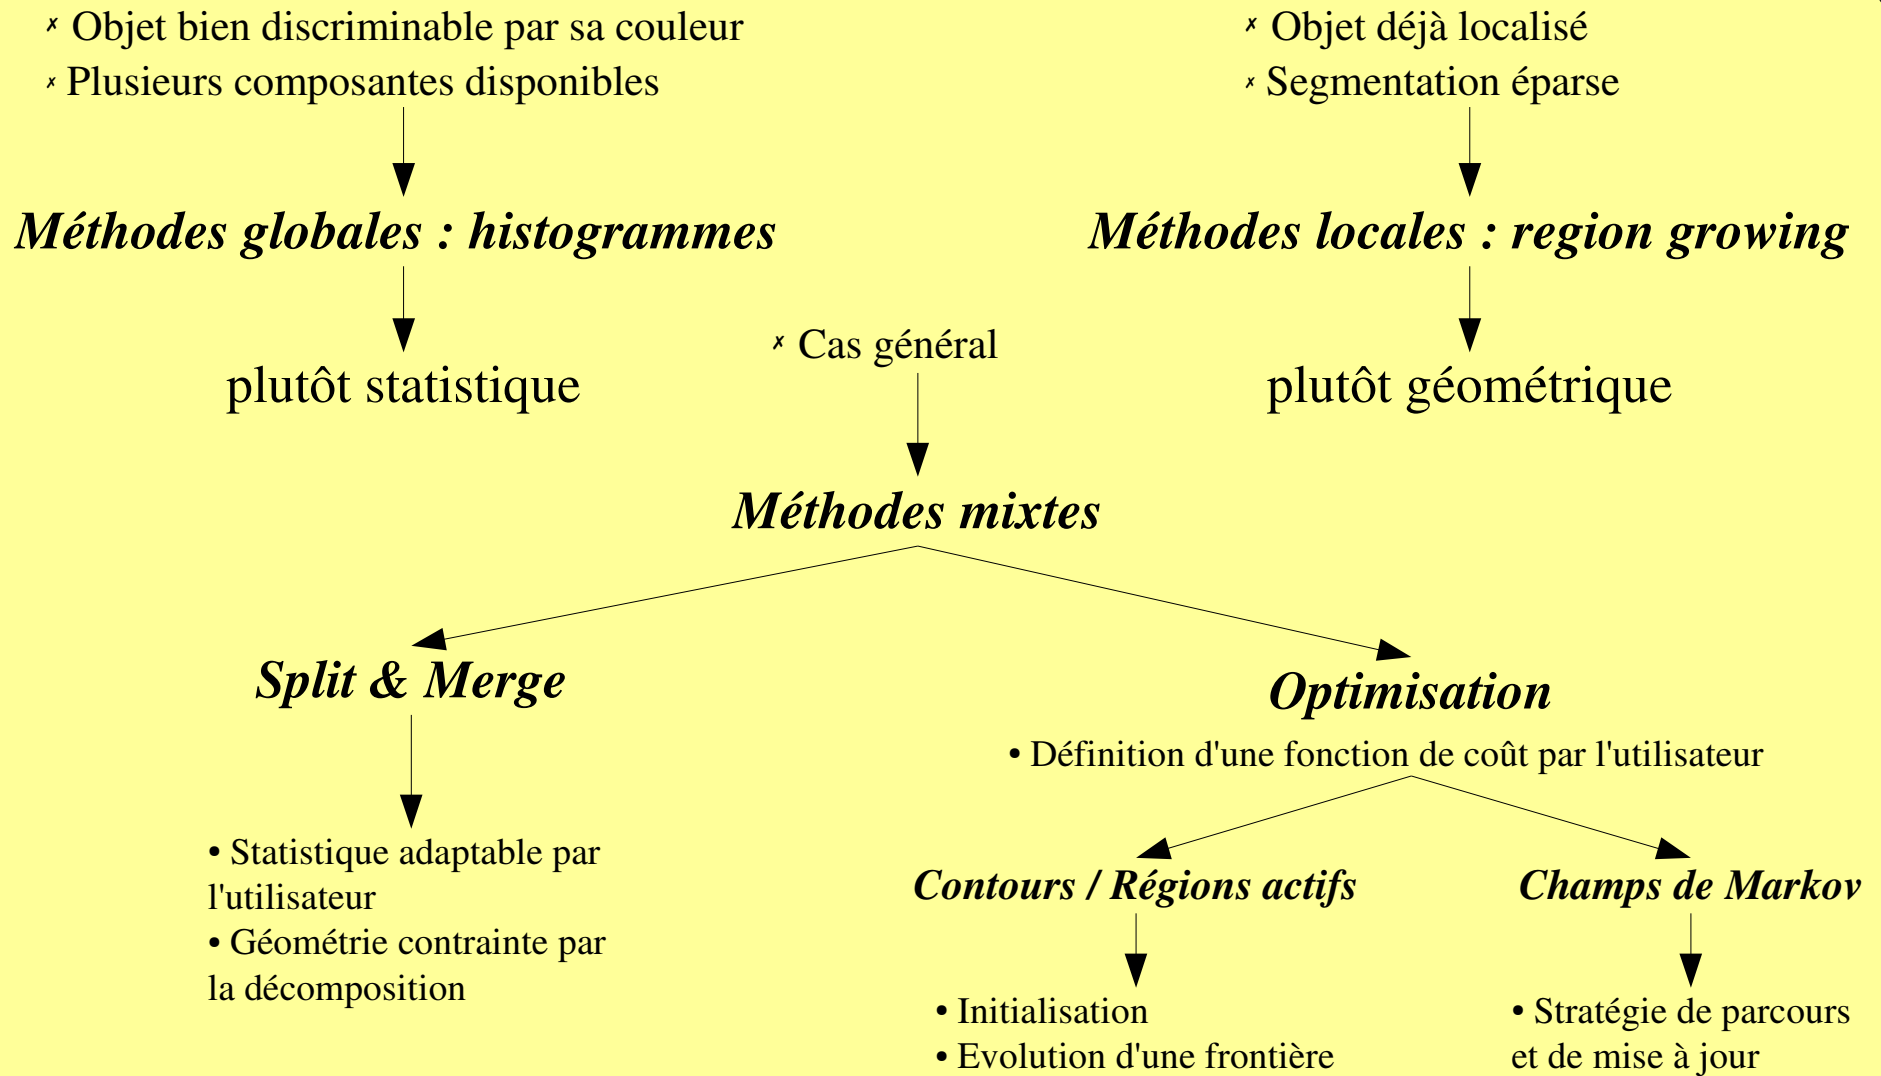 ✗ Objet bien discriminable par sa couleur
✗ Plusieurs composantes disponibles
✗ Objet déjà localisé
✗ Segmentation éparse
Méthodes globales : histogrammes
Méthodes locales : region growing
plutôt statistique
plutôt géométrique
✗ Cas général
Méthodes mixtes
Split & Merge
• Statistique adaptable par
l'utilisateur
• Géométrie contrainte par
la décomposition
Optimisation
• Définition d'une fonction de coût par l'utilisateur
Contours / Régions actifs
• Initialisation
• Evolution d'une frontière
Champs de Markov
• Stratégie de parcours
et de mise à jour